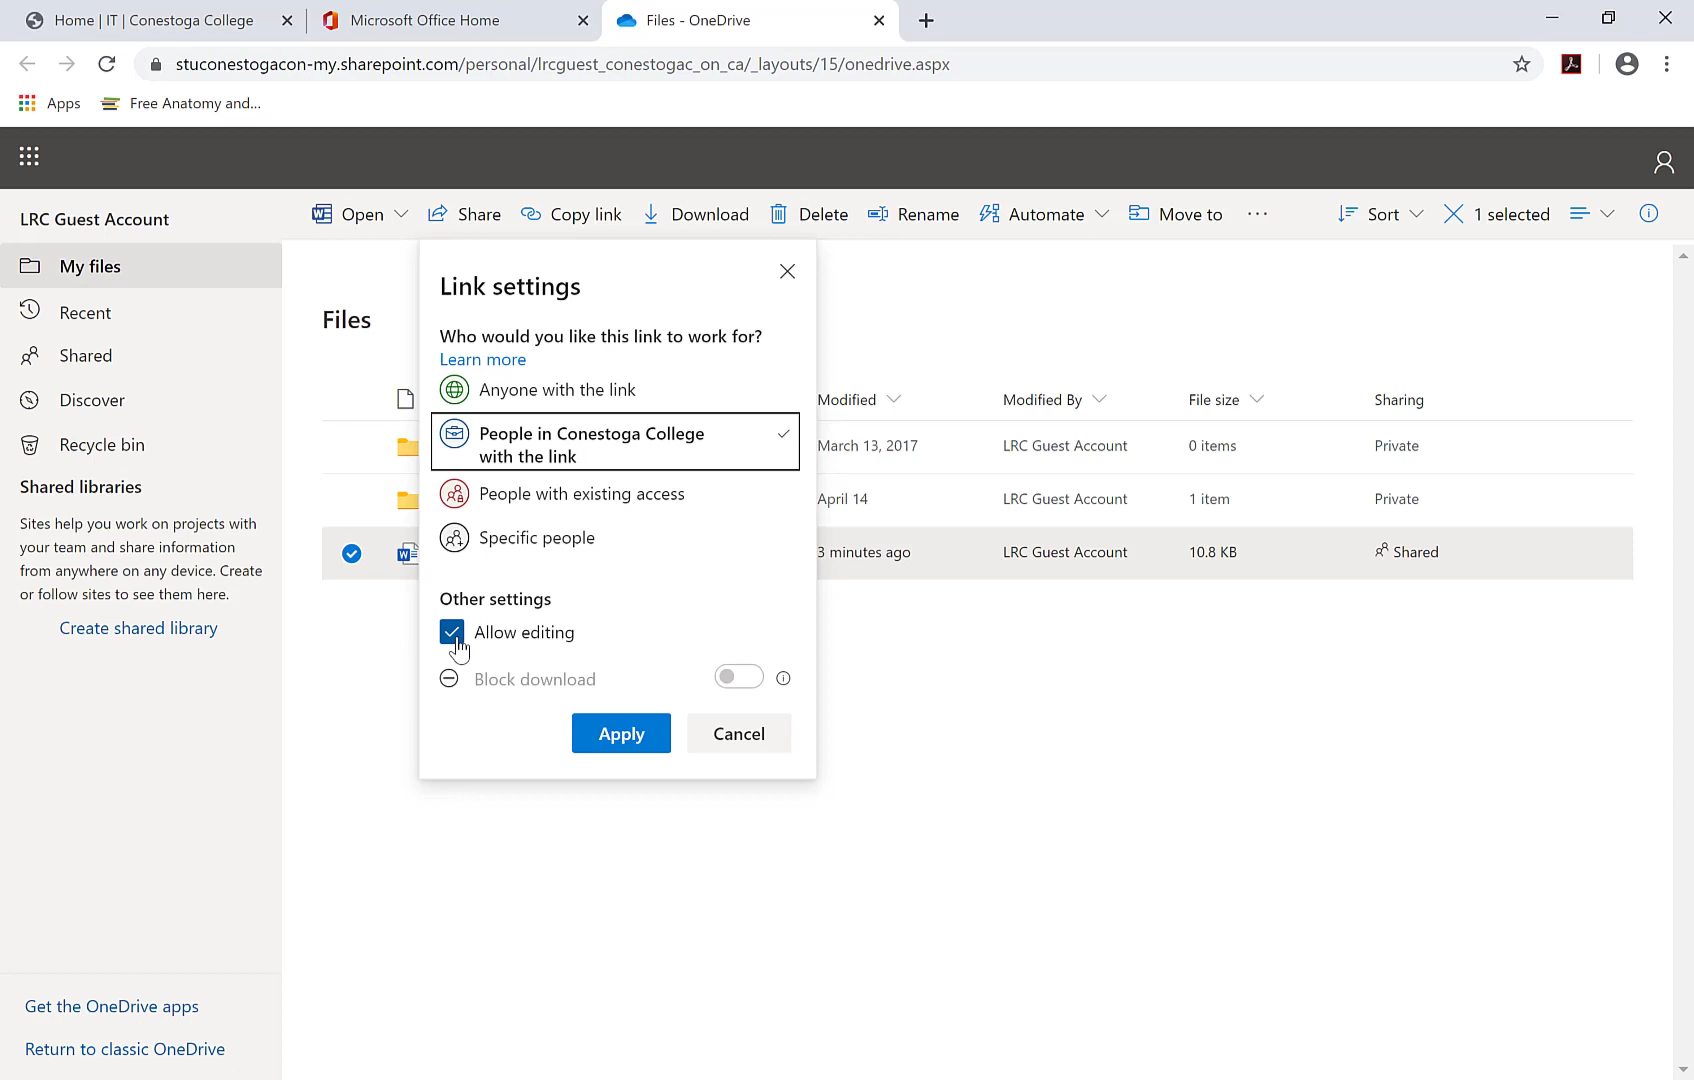 Home | IT | Conestoga College
Microsoft Office Home
Files - OneDrive
stuconestogacon-my.sharepoint.com/personal/lrcguest_conestogac_on_ca/_layouts/15/onedrive.aspx
Apps
Free Anatomy and...
LRC Guest Account
Open
Share
Copy link
Download
Delete
Rename
Automate
Move to
Sort
1 selected
My files
Recent
Shared
Discover
Recycle bin
Shared libraries
Sites help you work on projects with
your team and share information
from anywhere on any device. Create
or follow sites to see them here.
Create shared library
Get the OneDrive apps
Return to classic OneDrive
Files
Link settings
Who would you like this link to work for?
Learn more
Anyone with the link
People in Conestoga College
with the link
People with existing access
Specific people
Other settings
Allow editing
Block download
Apply
Cancel
Modified
Modified By
File size
Sharing
March 13, 2017
LRC Guest Account
0 items
Private
April 14
LRC Guest Account
1 item
Private
3 minutes ago
LRC Guest Account
10.8 KB
Shared